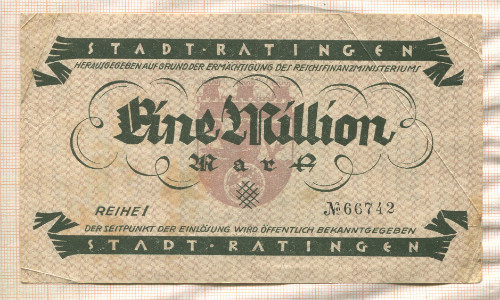 STADT·RATINGEN
HERAUSGEGEBEN AUF GRUND DER ERMÄCHTIGUNG DES REICHSFINANZMINISTERIUMS
Eine Million
Mark
REIHE I
№ 66742
DER ZEITPUNKT DER EINLÖSUNG WIRD ÖFFENTLICH BEKANNTGEGEBEN
STADT·RATINGEN